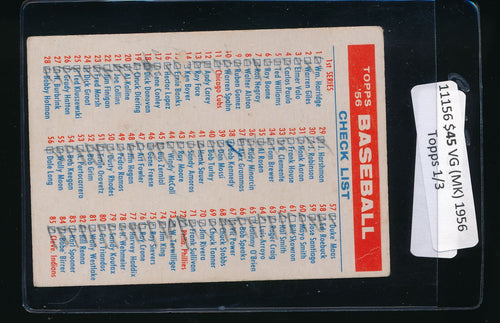 TOPPS '56 BASEBALL
CHECK LIST
1st SERIES
1 Wm. Harridge
2 Warren Giles
3 Elmer Valo
4 Carlos Paula
5 Ted Williams
6 Ray Boone
7 Ron Negray
8 Walter Alston
9 Ruben Gomez
10 Warren Spahn
11 Chicago Cubs
12 Andy Carey
13 Roy Face
14 Ken Boyer
15 Ernie Banks
16 Hector Lopez
17 Gene Conley
18 Dick Donovan
19 Chuck Diering
20 Al Kaline
21 Joe Collins
22 Jim Finigan
23 Fred Marsh
24 Dick Groat
25 Ted Kluszewski
26 Grady Hatton
27 N. Burbrink
28 Bobby Hofman
29 J. Harshman
30 J. Robinson
31 Hank Aaron
32 Frank House
33 R. Clemente
34 Tom Brewer
35 Al Rosen
36 Rudy Minarcin
37 Alex Grammas
38 Bob Kennedy
39 Don Mossi
40 Bob Turley
41 Hank Sauer
42 Sandy Amoros
43 Ray Moore
44 W. McCoy
45 Gus Zernial
46 Gene Freese
47 Art Fowler
48 Jim Hegan
49 Pedro Ramos
50 Dusty Rhodes
51 E. Oravetz
52 Bob Grim
53 A. Portocarrero
54 C. Courtney
55 Wally Moon
56 Dale Long
57 Duke Maas
58 Ed Roebuck
59 Jose Santiago
60 Mayo Smith
61 Bill Skowron
62 Hal Smith
63 Roger Craig
64 Luis Arroyo
65 Johnny O'Brien
66 Bob Speake
67 Vic Power
68 Chuck Stobbs
69 Chuck Tanner
70 Jim Rivera
71 Frank Sullivan
72 Phillies
73 W. Terwilliger
74 Jim King
75 Roy Sievers
76 Ray Crone
77 Harvey Haddix
78 H. Wehmeier
79 Sandy Koufax
80 Gus Triandos
81 Wally Westlake
82 Bill Renna
83 Karl Spooner
84 Babe Birrer
85 Cleve. Indians
11156 $45 VG (MK) 1956
Topps 1/3